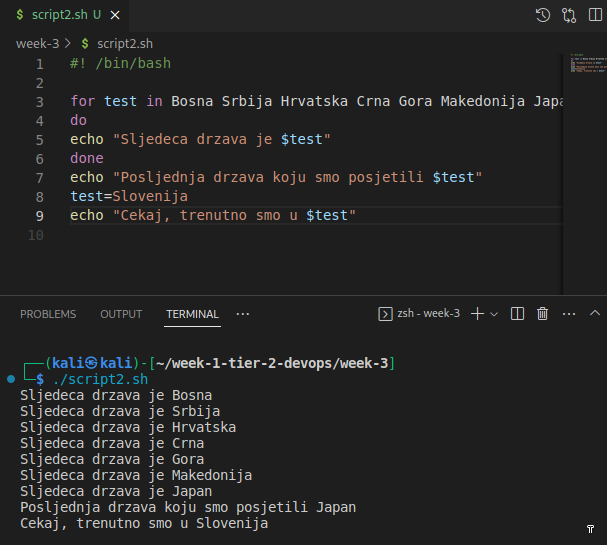 $ script2.sh U
week-3 > $ script2.sh
1 #! /bin/bash
2
3 for test in Bosna Srbija Hrvatska Crna Gora Makedonija Japa
4 do
5 echo "Sljedeca drzava je $test"
6 done
7 echo "Posljednja drzava koju smo posjetili $test"
8 test=Slovenija
9 echo "Cekaj, trenutno smo u $test"
10
PROBLEMS OUTPUT TERMINAL ··· zsh - week-3
(kali㉿kali)-[~/week-1-tier-2-devops/week-3]
$ ./script2.sh
Sljedeca drzava je Bosna
Sljedeca drzava je Srbija
Sljedeca drzava je Hrvatska
Sljedeca drzava je Crna
Sljedeca drzava je Gora
Sljedeca drzava je Makedonija
Sljedeca drzava je Japan
Posljednja drzava koju smo posjetili Japan
Cekaj, trenutno smo u Slovenija